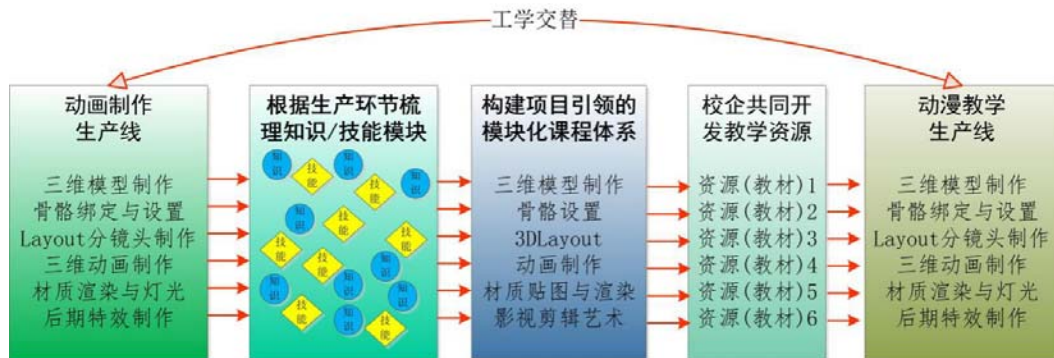 工学交替
动画制作
生产线
三维模型制作
骨骼绑定与设置
Layout分镜头制作
三维动画制作
材质渲染与灯光
后期特效制作
根据生产环节梳
理知识/技能模块
知识
知识
知识
技能
技能
知识
技能
技能
技能
技能
知识
知识
知识
知识
技能
知识
技能
构建项目引领的
模块化课程体系
三维模型制作
骨骼设置
3DLayout
动画制作
材质贴图与渲染
影视剪辑艺术
校企共同开
发教学资源
资源(教材)1
资源(教材)2
资源(教材)3
资源(教材)4
资源(教材)5
资源(教材)6
动漫教学
生产线
三维模型制作
骨骼绑定与设置
Layout分镜头制作
三维动画制作
材质渲染与灯光
后期特效制作